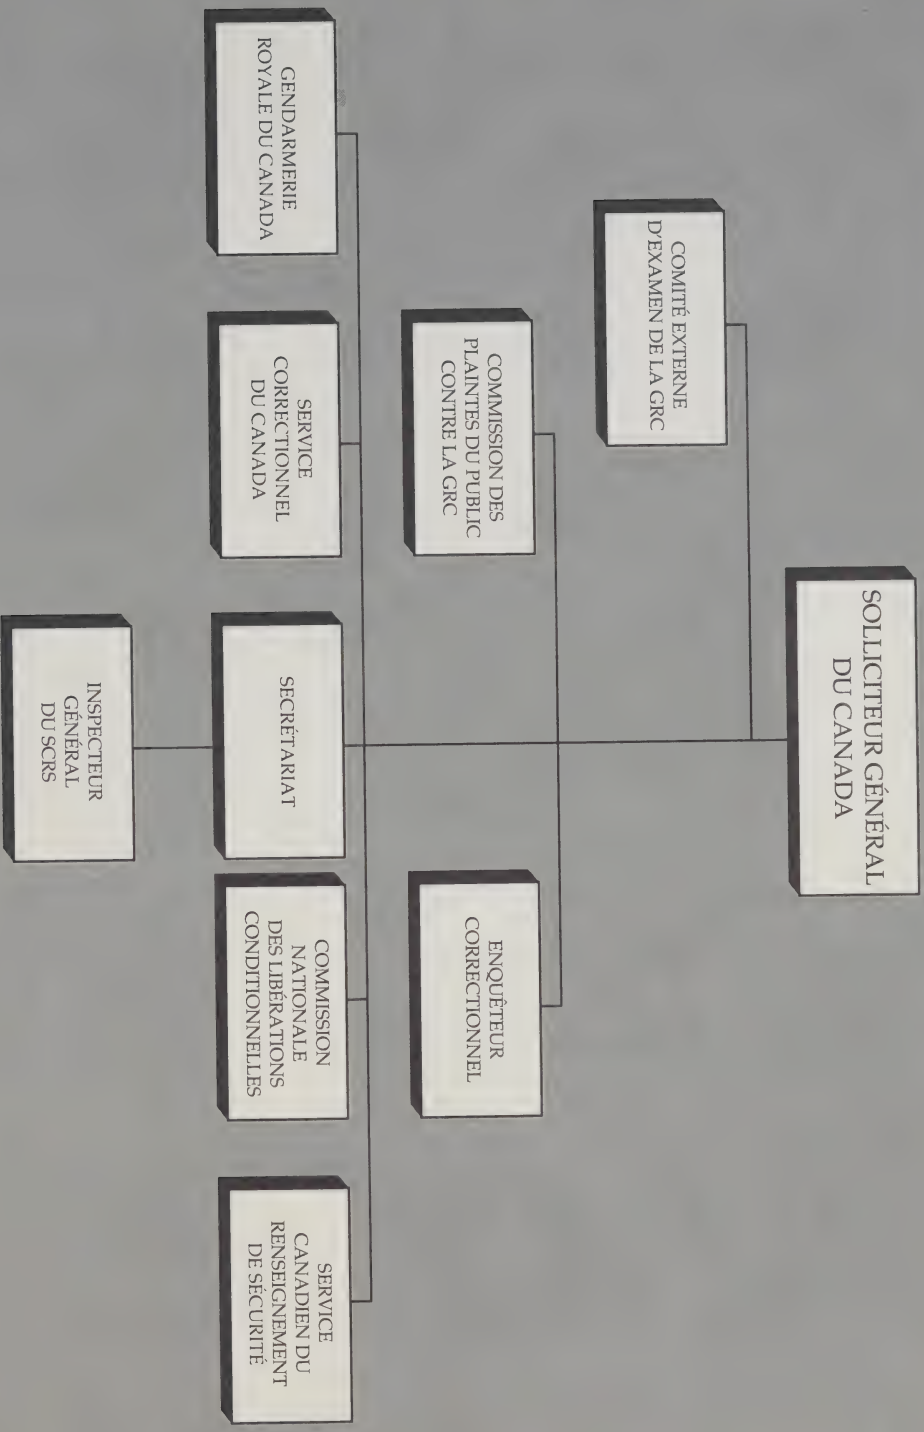 SOLLICITEUR GÉNÉRAL
DU CANADA
COMITÉ EXTERNE
D'EXAMEN DE LA GRC
COMMISSION DES
PLAINTES DU PUBLIC
CONTRE LA GRC
ENQUÊTEUR
CORRECTIONNEL
GENDARMERIE
ROYALE DU CANADA
SERVICE
CORRECTIONNEL
DU CANADA
SECRÉTARIAT
COMMISSION
NATIONALE
DES LIBÉRATIONS
CONDITIONNELLES
SERVICE
CANADIEN DU
RENSEIGNEMENT
DE SÉCURITÉ
INSPECTEUR
GÉNÉRAL
DU SCRS